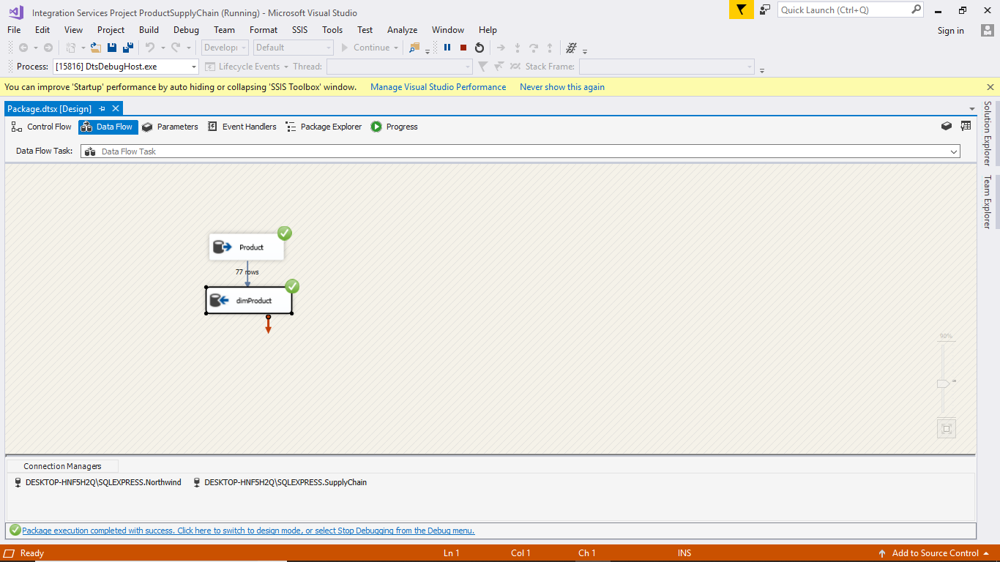 Integration Services Project ProductSupplyChain (Running) - Microsoft Visual Studio
Quick Launch (Ctrl+Q)
File Edit View Project Build Debug Team Format SSIS Tools Test Analyze Window Help
Sign in
Develop Default Continue
Process: [15816] DtsDebugHost.exe Lifecycle Events Thread: Stack Frame:
You can improve 'Startup' performance by auto hiding or collapsing 'SSIS Toolbox' window. Manage Visual Studio Performance Never show this again
Package.dtsx [Design]
Control Flow Data Flow Parameters Event Handlers Package Explorer Progress
Data Flow Task: Data Flow Task
Solution Explorer
Team Explorer
Product
77 rows
dimProduct
90%
Connection Managers
DESKTOP-HNF5H2Q\SQLEXPRESS.Northwind DESKTOP-HNF5H2Q\SQLEXPRESS.SupplyChain
Package execution completed with success. Click here to switch to design mode, or select Stop Debugging from the Debug menu.
Ready Ln 1 Col 1 Ch 1 INS Add to Source Control